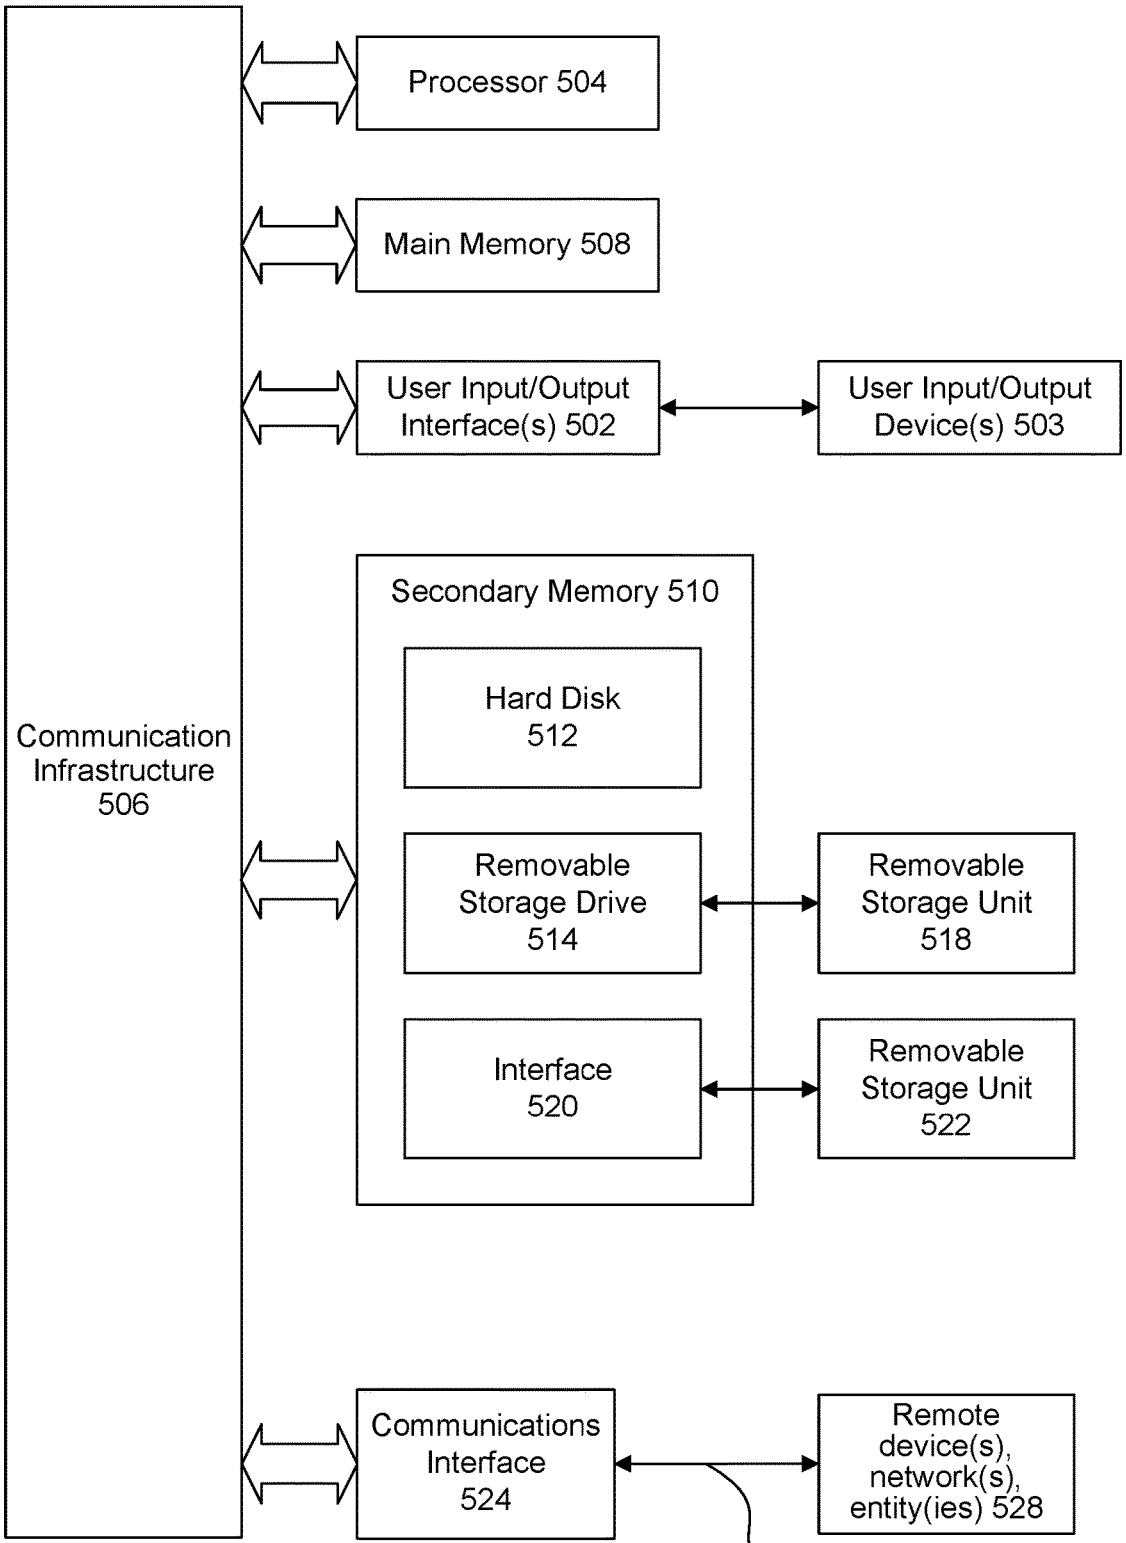 Processor 504
Main Memory 508
User Input/Output
Interface(s) 502
User Input/Output
Device(s) 503
Secondary Memory 510
Hard Disk
512
Communication
Infrastructure
506
Removable
Storage Drive
514
Removable
Storage Unit
518
Interface
520
Removable
Storage Unit
522
Communications
Interface
524
Remote
device(s),
network(s),
entity(ies) 528